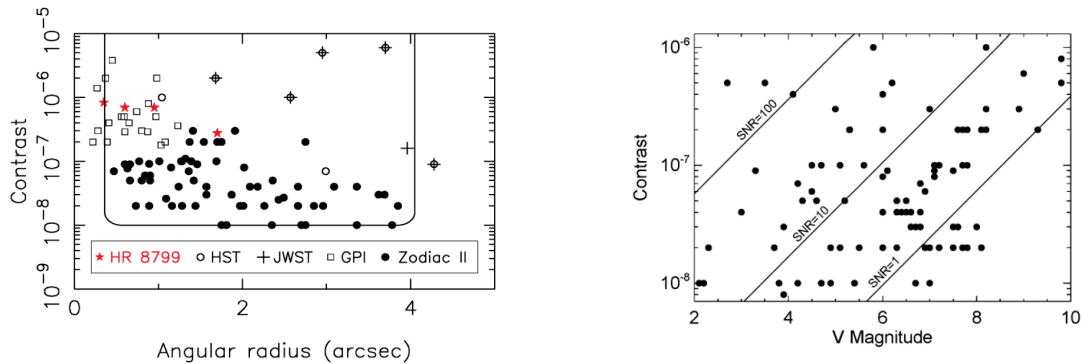 10⁻⁵
10⁻⁶
10⁻⁷
10⁻⁸
10⁻⁹
Contrast
★ HR 8799 ○ HST + JWST □ GPI ● Zodiac II
0 2 4
Angular radius (arcsec)
10⁻⁶
10⁻⁷
10⁻⁸
Contrast
SNR=100
SNR=10
SNR=1
2 4 6 8 10
V Magnitude